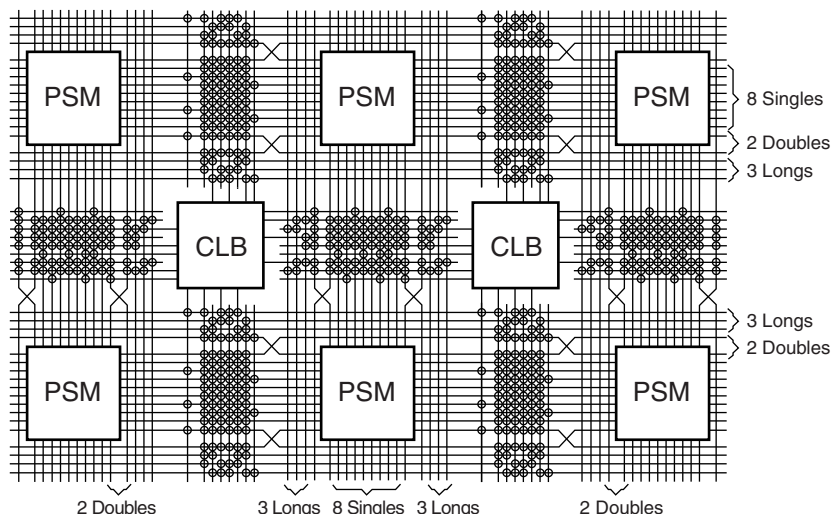 PSM PSM PSM
8 Singles
2 Doubles
3 Longs
CLB CLB
3 Longs
2 Doubles
PSM PSM PSM
2 Doubles 3 Longs 8 Singles 3 Longs 2 Doubles